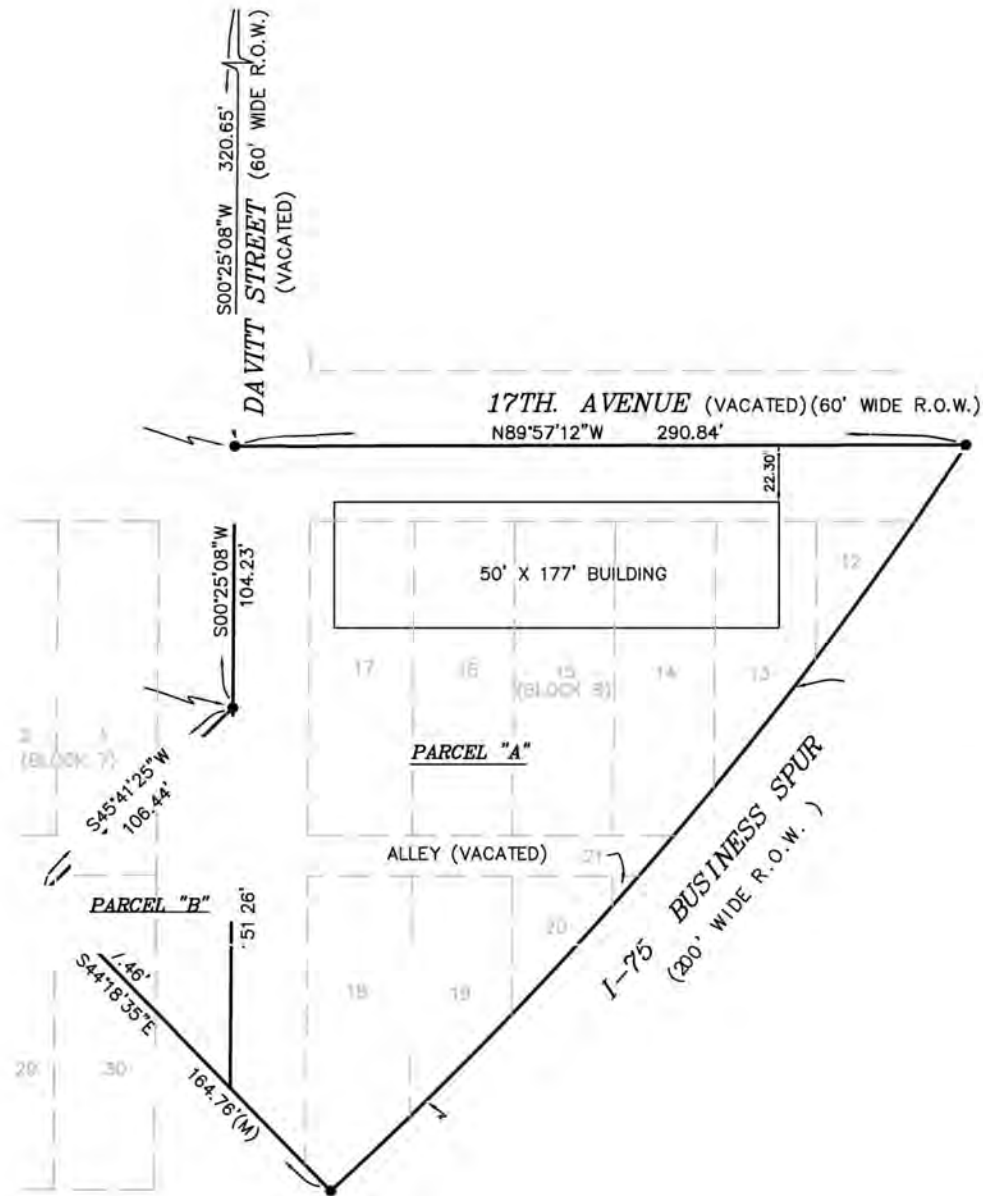 S00°25'08"W 320.65'
DAVITT STREET (60' WIDE R.O.W.)
(VACATED)
17TH. AVENUE (VACATED)(60' WIDE R.O.W.)
N89°57'12"W 290.84'
22.30'
50' X 177' BUILDING
12
S00°25'08"W
104.23'
17 16 15 14 13
(BLOCK 8)
2 1
(BLOCK 7)
PARCEL "A"
S45°41'25"W
106.44'
I-75 BUSINESS SPUR
(200' WIDE R.O.W. )
ALLEY (VACATED)
21
PARCEL "B"
51.26'
20
18 19
.46'
S44°18'35"E
29 30
164.76'(M)